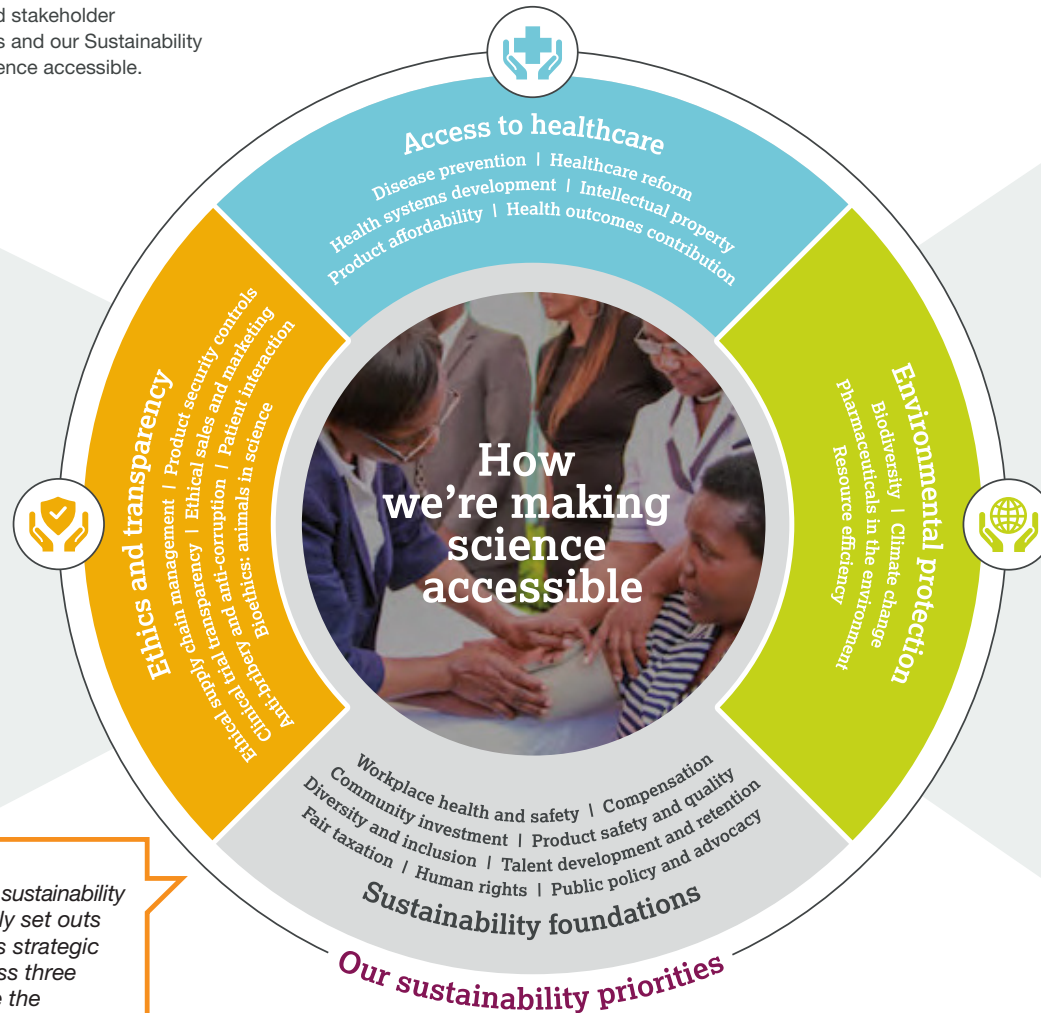 d stakeholder
s and our Sustainability
ence accessible.
Access to healthcare
Disease prevention | Healthcare reform
Health systems development | Intellectual property
Product affordability | Health outcomes contribution
Ethics and transparency
Ethical supply chain management | Product security controls
Clinical trial transparency | Ethical sales and marketing
Anti-bribery and anti-corruption | Patient interaction
Bioethics: animals in science
How
we're making
science
accessible
Environmental protection
Biodiversity | Climate change
Pharmaceuticals in the environment
Resource efficiency
Workplace health and safety | Compensation
Community investment | Product safety and quality
Diversity and inclusion | Talent development and retention
Fair taxation | Human rights | Public policy and advocacy
Sustainability foundations
Our sustainability priorities
sustainability
ly set outs
s strategic
ss three
e the